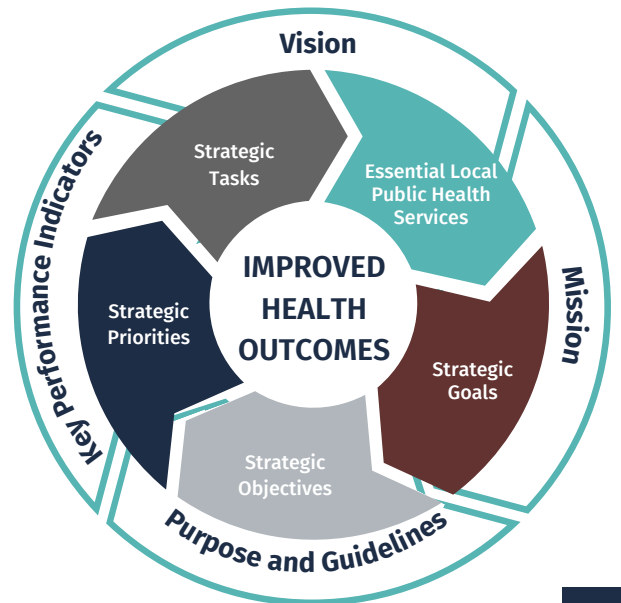 Vision
Strategic
Tasks
Essential Local
Public Health
Services
Key Performance Indicators
IMPROVED
HEALTH
OUTCOMES
Mission
Strategic
Priorities
Strategic
Goals
Strategic
Objectives
Purpose and Guidelines